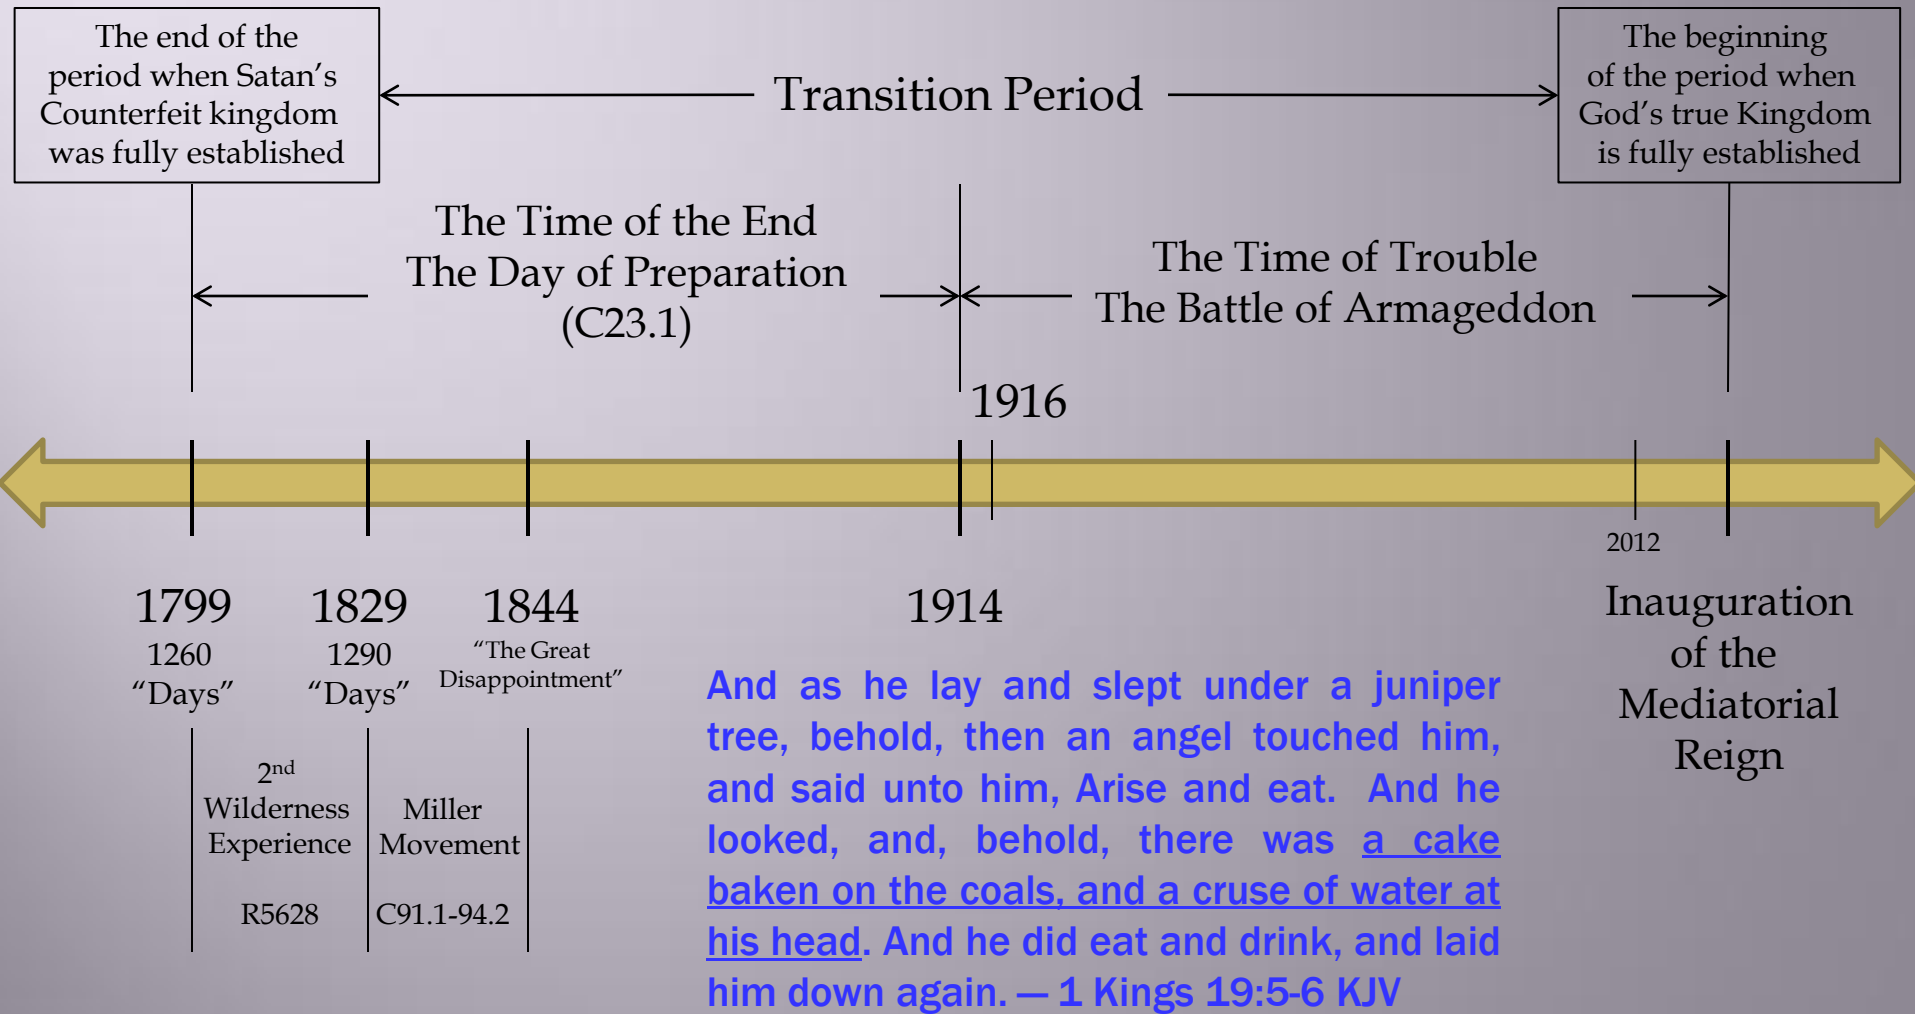 The end of the
period when Satan’s
Counterfeit kingdom
was fully established
Transition Period
The beginning
of the period when
God’s true Kingdom
is fully established
The Time of the End
The Day of Preparation
(C23.1)
The Time of Trouble
The Battle of Armageddon
1916
2012
1799
1260
“Days”
1829
1290
“Days”
1844
“The Great
Disappointment”
1914
Inauguration
of the
Mediatorial
Reign
2nd
Wilderness
Experience
R5628
Miller
Movement
C91.1-94.2
And as he lay and slept under a juniper
tree, behold, then an angel touched him,
and said unto him, Arise and eat. And he
looked, and, behold, there was a cake
baken on the coals, and a cruse of water at
his head. And he did eat and drink, and laid
him down again. — 1 Kings 19:5-6 KJV